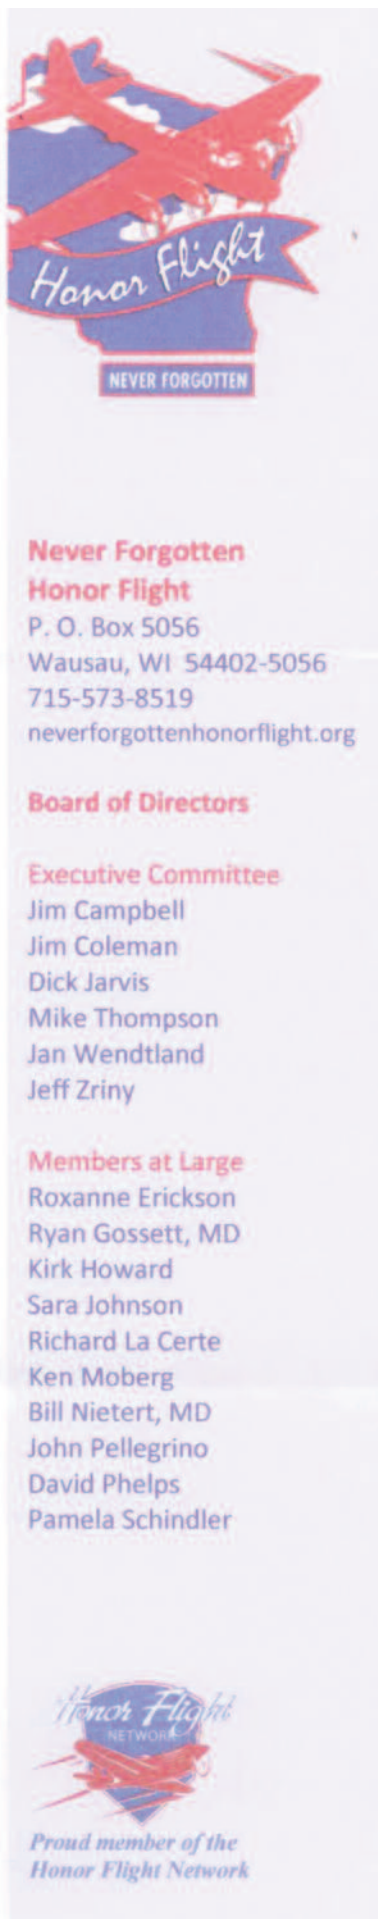 Honor Flight
NEVER FORGOTTEN
Never Forgotten
Honor Flight
P. O. Box 5056
Wausau, WI 54402-5056
715-573-8519
neverforgottenhonorflight.org
Board of Directors
Executive Committee
Jim Campbell
Jim Coleman
Dick Jarvis
Mike Thompson
Jan Wendtland
Jeff Zriny
Members at Large
Roxanne Erickson
Ryan Gossett, MD
Kirk Howard
Sara Johnson
Richard La Certe
Ken Moberg
Bill Nietert, MD
John Pellegrino
David Phelps
Pamela Schindler
Honor Flight
NETWORK
Proud member of the
Honor Flight Network